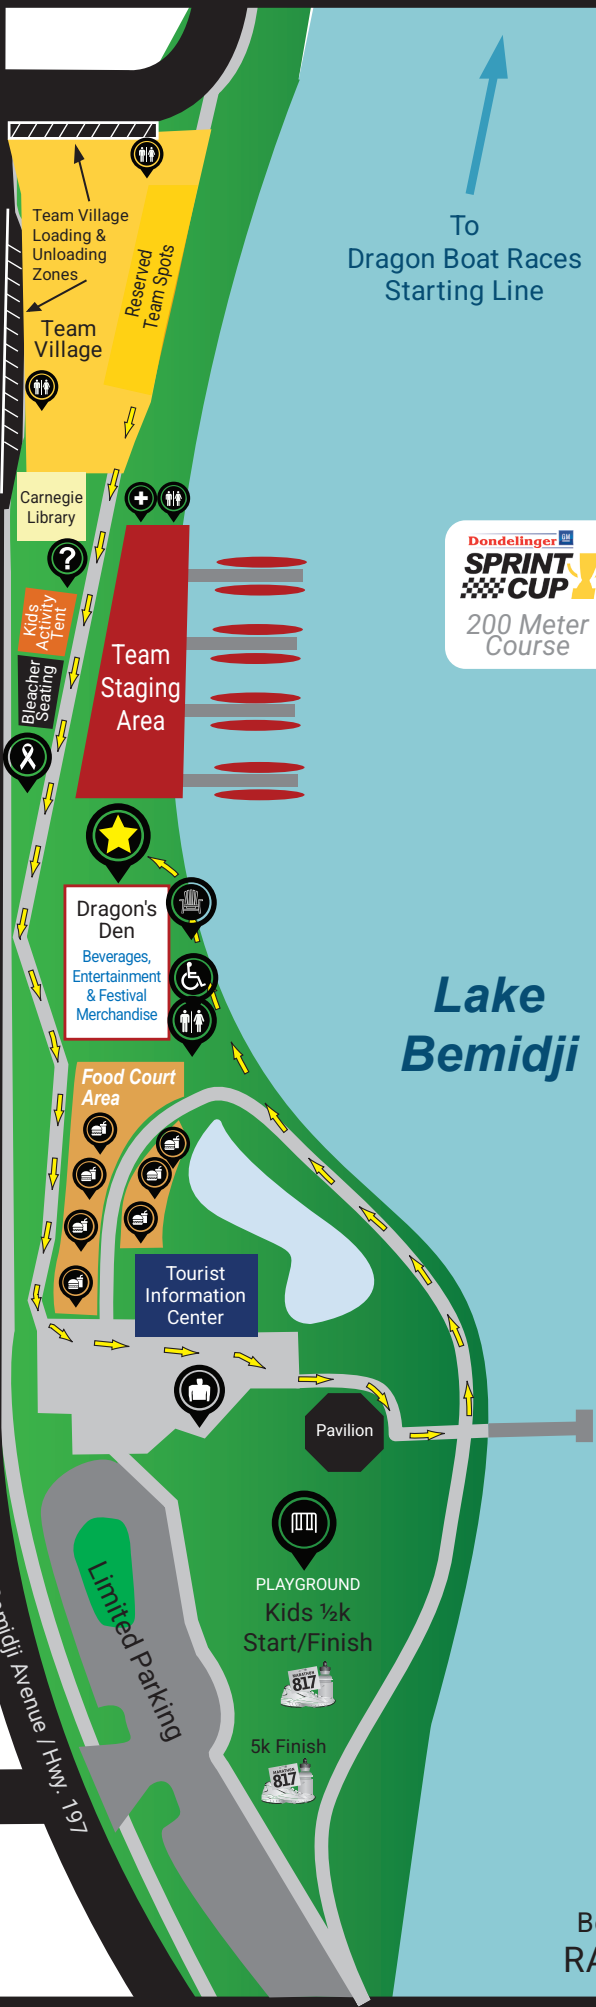 To
Dragon Boat Races
Starting Line
Team Village
Loading &
Unloading
Zones
Reserved
Team Spots
Team
Village
Carnegie
Library
?
Kids
Activity
Tent
Bleacher
Seating
Team
Staging
Area
Dondelinger GM
SPRINT
CUP
200 Meter
Course
Dragon's
Den
Beverages,
Entertainment
& Festival
Merchandise
Lake
Bemidji
Food Court
Area
Tourist
Information
Center
Pavilion
PLAYGROUND
Kids ½k
Start/Finish
MARATHON
817
5k Finish
MARATHON
817
Limited Parking
Avenue / Hwy. 197